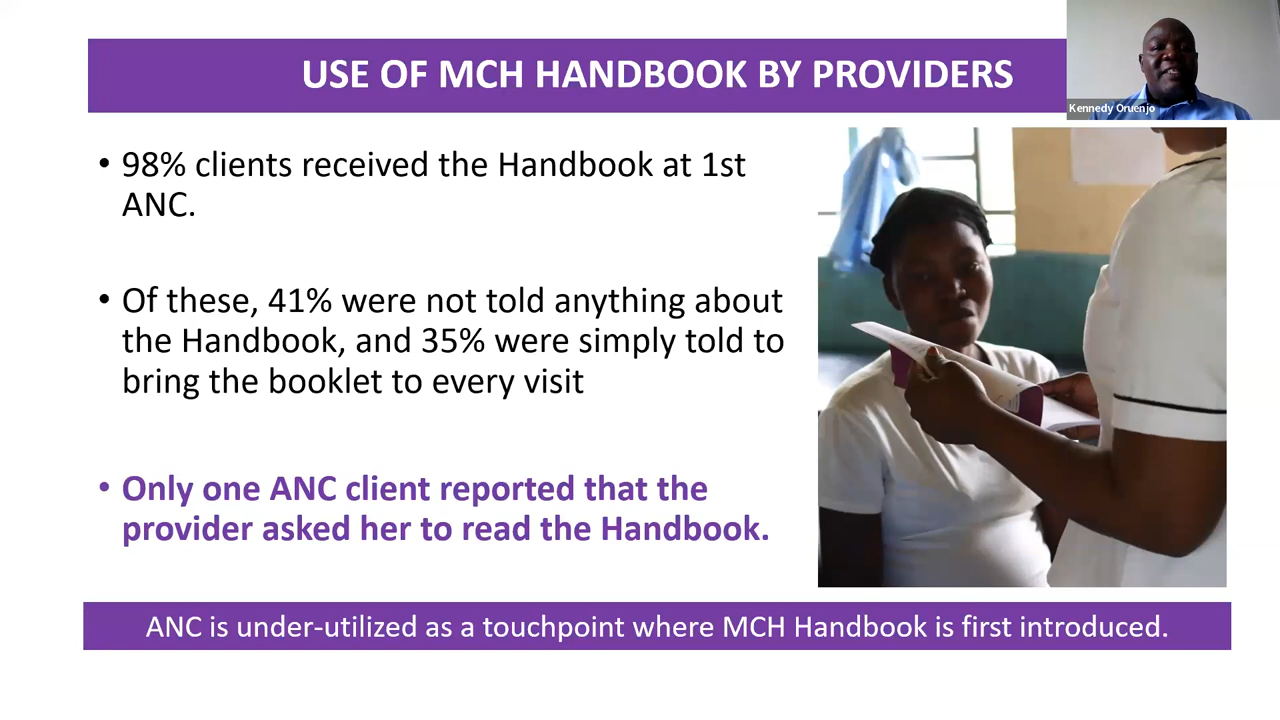 USE OF MCH HANDBOOK BY PROVIDERS
Kennedy Oruenjo
• 98% clients received the Handbook at 1st
ANC.
• Of these, 41% were not told anything about
the Handbook, and 35% were simply told to
bring the booklet to every visit
• Only one ANC client reported that the
provider asked her to read the Handbook.
ANC is under-utilized as a touchpoint where MCH Handbook is first introduced.